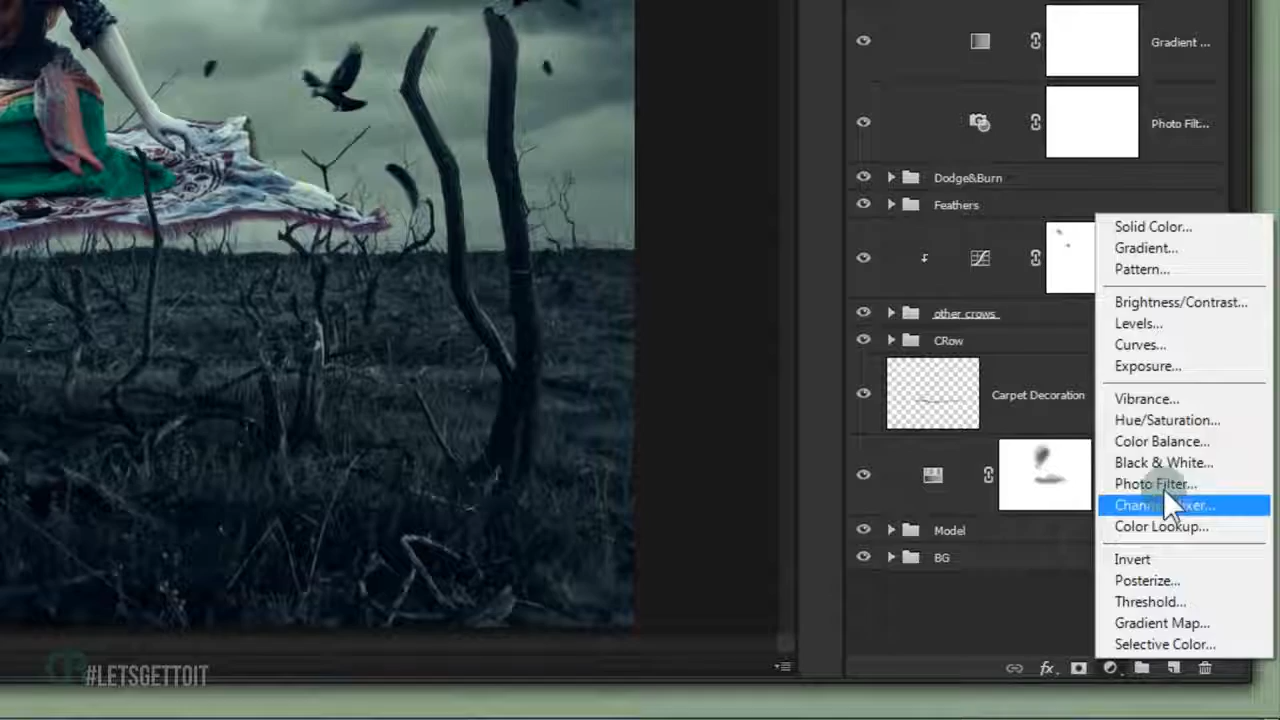 Gradient ...
Photo Filt...
Dodge&Burn
Feathers
other crows
CRow
Carpet Decoration
Model
BG
Solid Color...
Gradient...
Pattern...
Brightness/Contrast...
Levels...
Curves...
Exposure...
Vibrance...
Hue/Saturation...
Color Balance...
Black & White...
Photo Filter...
Channel Mixer...
Color Lookup...
Invert
Posterize...
Threshold...
Gradient Map...
Selective Color...
fx
#LETSGETTOIT